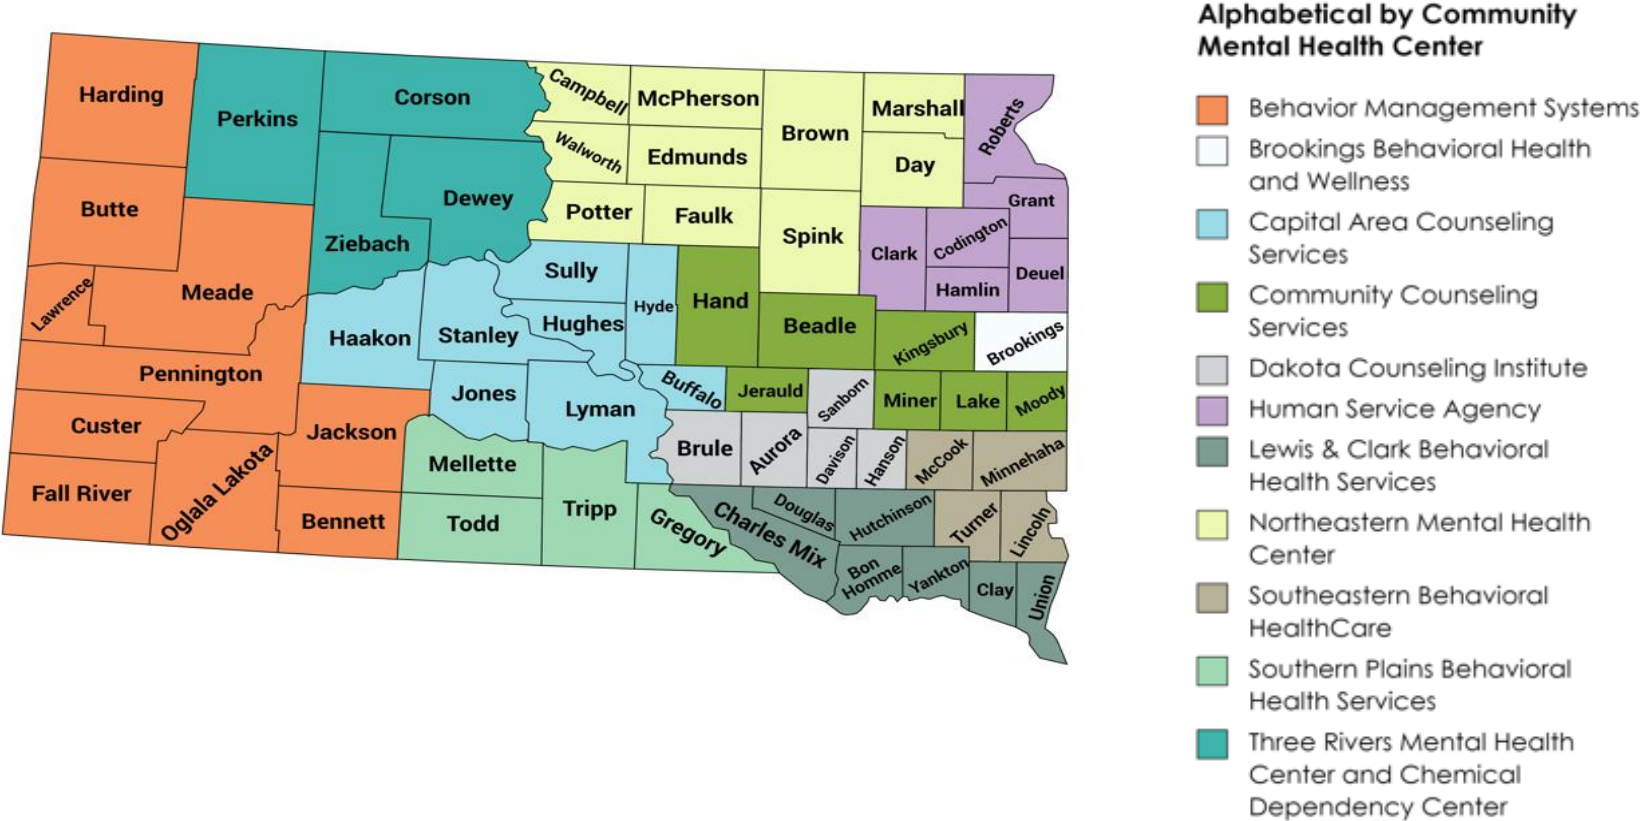 Alphabetical by Community
Mental Health Center
Behavior Management Systems
Brookings Behavioral Health
and Wellness
Capital Area Counseling
Services
Community Counseling
Services
Dakota Counseling Institute
Human Service Agency
Lewis & Clark Behavioral
Health Services
Northeastern Mental Health
Center
Southeastern Behavioral
HealthCare
Southern Plains Behavioral
Health Services
Three Rivers Mental Health
Center and Chemical
Dependency Center
Harding
Perkins
Corson
Campbell
McPherson
Brown
Marshall
Roberts
Walworth
Edmunds
Day
Butte
Ziebach
Dewey
Potter
Faulk
Spink
Clark
Codington
Grant
Hamlin
Deuel
Lawrence
Meade
Haakon
Stanley
Sully
Hughes
Hyde
Hand
Beadle
Kingsbury
Brookings
Pennington
Jones
Lyman
Buffalo
Jerauld
Sanborn
Miner
Lake
Moody
Custer
Jackson
Mellette
Brule
Aurora
Davison
Hanson
McCook
Minnehaha
Fall River
Oglala Lakota
Bennett
Todd
Tripp
Gregory
Charles Mix
Douglas
Hutchinson
Turner
Lincoln
Bon
Homme
Yankton
Clay
Union